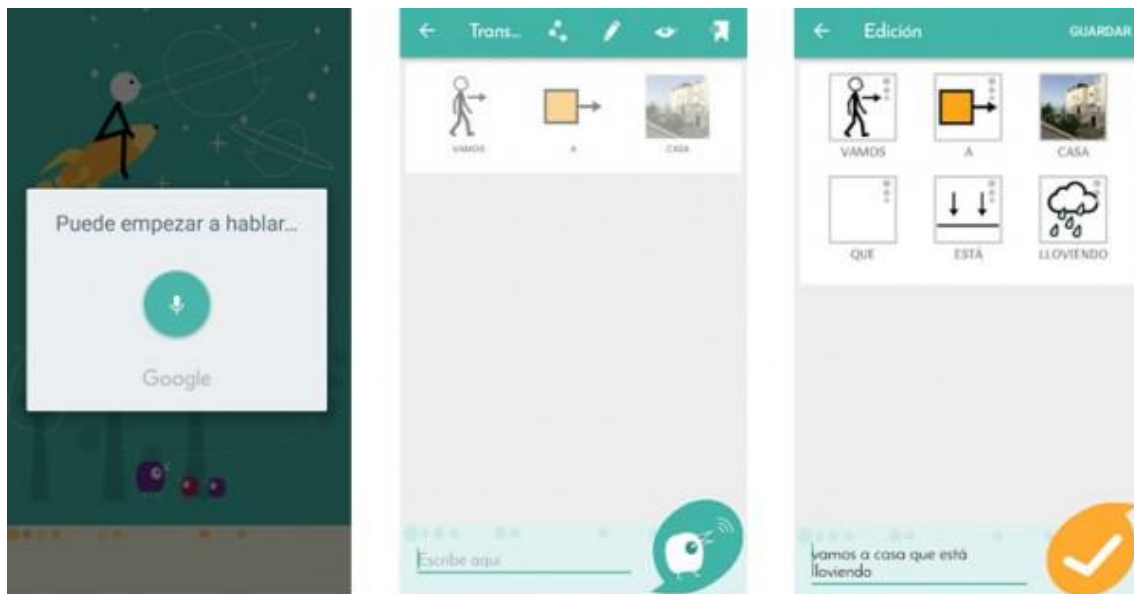 Puede empezar a hablar...
Google
Trans...
VAMOS A CASA
Escribe aquí
Edición GUARDAR
VAMOS A CASA
QUE ESTÁ LLOVIENDO
vamos a casa que está
lloviendo